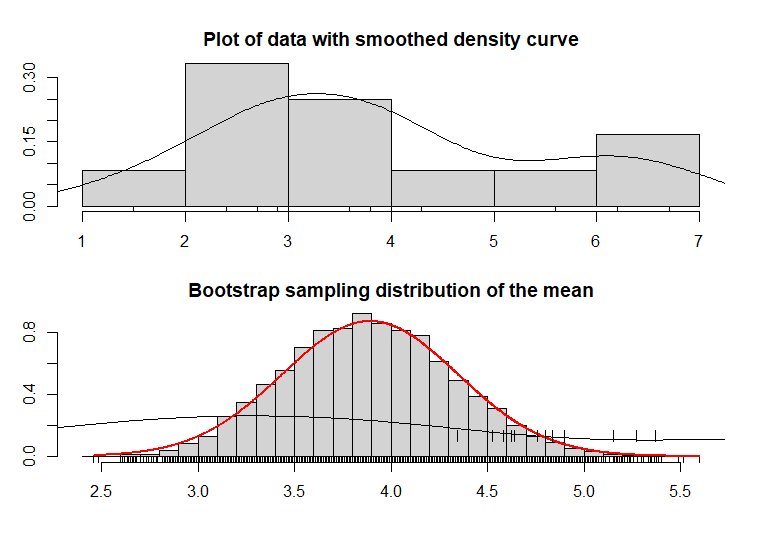 Plot of data with smoothed density curve
0.00 0.15 0.30
1 2 3 4 5 6 7
Bootstrap sampling distribution of the mean
0.0 0.4 0.8
2.5 3.0 3.5 4.0 4.5 5.0 5.5